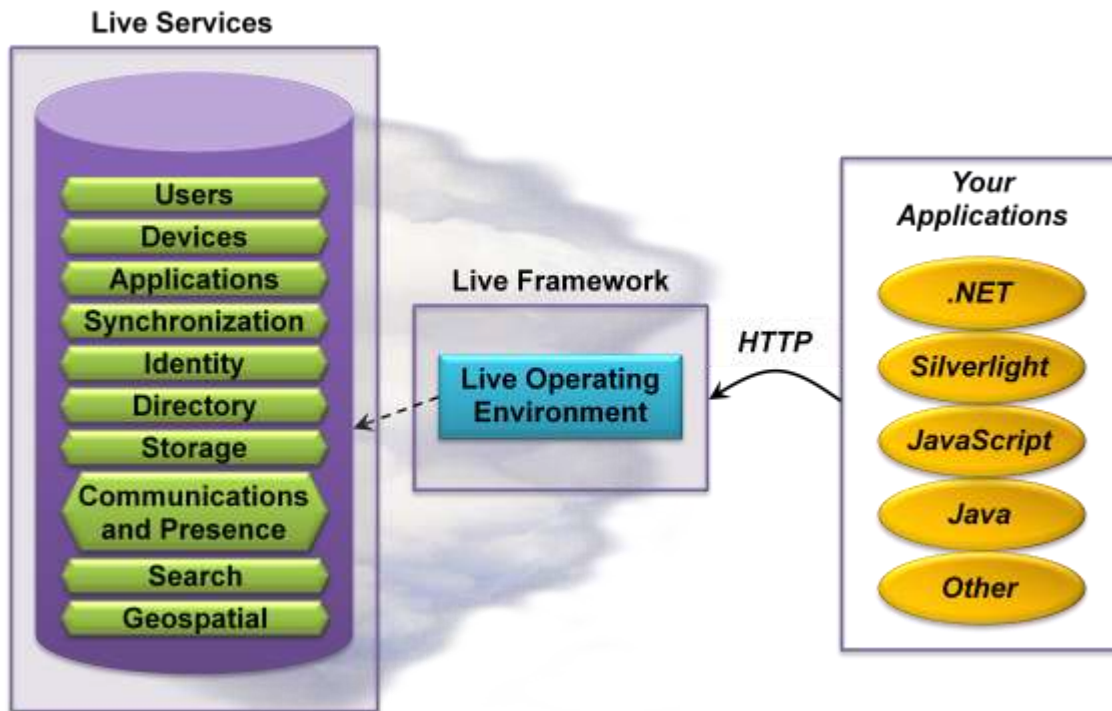 Live Services
Users
Devices
Applications
Synchronization
Identity
Directory
Storage
Communications
and Presence
Search
Geospatial
Live Framework
Live Operating
Environment
HTTP
Your
Applications
.NET
Silverlight
JavaScript
Java
Other